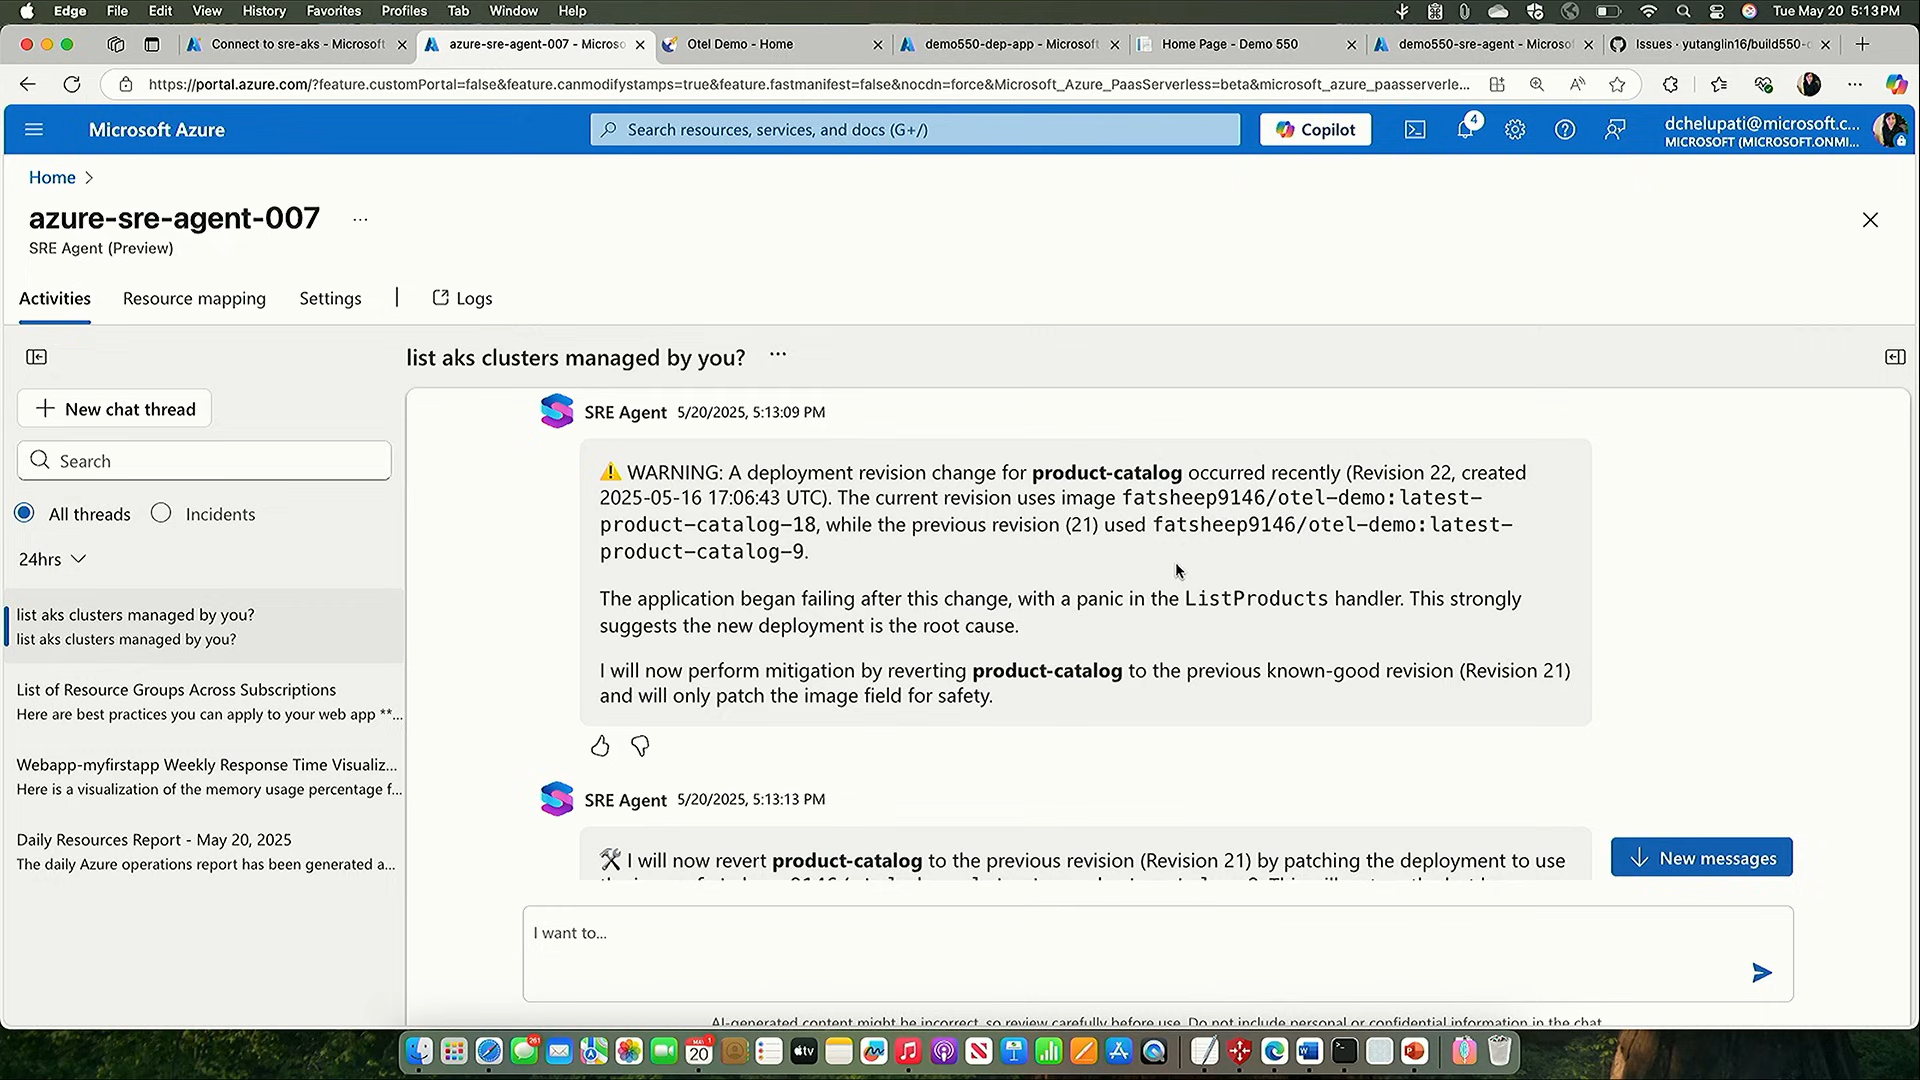 Edge File Edit View History Favorites Profiles Tab Window Help Tue May 20 5:13PM
Connect to sre-aks - Microsoft
azure-sre-agent-007 - Microso
Otel Demo - Home
demo550-dep-app - Microsoft
Home Page - Demo 550
demo550-sre-agent - Microsof
Issues · yutanglin16/build550-
https://portal.azure.com/?feature.customPortal=false&feature.canmodifystamps=true&feature.fastmanifest=false&nocdn=force&Microsoft_Azure_PaasServerless=beta&microsoft_azure_paasserverle...
Microsoft Azure
Search resources, services, and docs (G+/)
Copilot
4
dchelupati@microsoft.c...
MICROSOFT (MICROSOFT.ONMI...
Home
azure-sre-agent-007 ...
SRE Agent (Preview)
Activities
Resource mapping
Settings
Logs
list aks clusters managed by you? ...
New chat thread
Search
All threads
Incidents
24hrs
list aks clusters managed by you?
list aks clusters managed by you?
List of Resource Groups Across Subscriptions
Here are best practices you can apply to your web app **...
Webapp-myfirstapp Weekly Response Time Visualiz...
Here is a visualization of the memory usage percentage f...
Daily Resources Report - May 20, 2025
The daily Azure operations report has been generated a...
SRE Agent 5/20/2025, 5:13:09 PM
⚠️ WARNING: A deployment revision change for product-catalog occurred recently (Revision 22, created
2025-05-16 17:06:43 UTC). The current revision uses image fatsheep9146/otel-demo:latest-
product-catalog-18, while the previous revision (21) used fatsheep9146/otel-demo:latest-
product-catalog-9.
The application began failing after this change, with a panic in the ListProducts handler. This strongly
suggests the new deployment is the root cause.
I will now perform mitigation by reverting product-catalog to the previous known-good revision (Revision 21)
and will only patch the image field for safety.
SRE Agent 5/20/2025, 5:13:13 PM
🛠️ I will now revert product-catalog to the previous revision (Revision 21) by patching the deployment to use
New messages
I want to...
AI-generated content might be incorrect, so review carefully before use. Do not include personal or confidential information in the chat.
261
20
tv